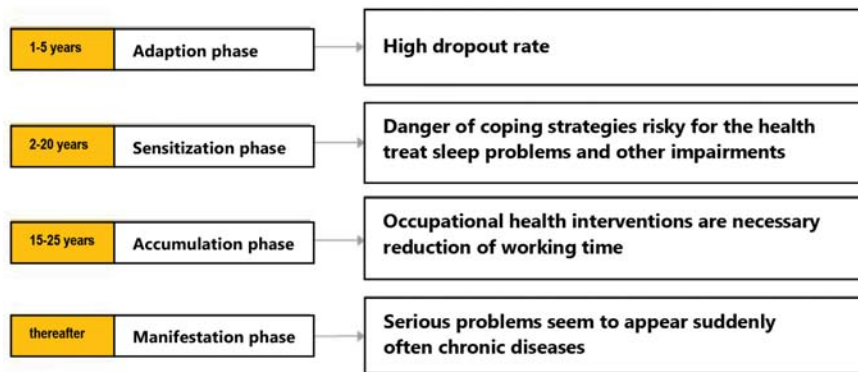 1-5 years
Adaption phase
High dropout rate
2-20 years
Sensitization phase
Danger of coping strategies risky for the health
treat sleep problems and other impairments
15-25 years
Accumulation phase
Occupational health interventions are necessary
reduction of working time
thereafter
Manifestation phase
Serious problems seem to appear suddenly
often chronic diseases